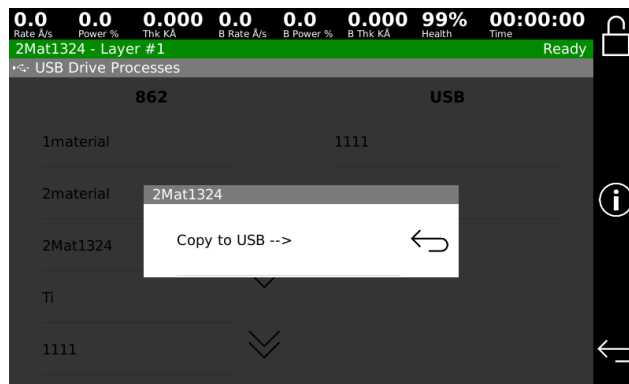 0.0 0.0 0.000 0.0 0.0 0.000 99% 00:00:00
Rate Å/s Power % Thk KÅ B Rate Å/s B Power % B Thk KÅ Health Time
2Mat1324 - Layer #1 Ready
USB Drive Processes
862 USB
1material 1111
2material
2Mat1324
Copy to USB -->
2Mat1324
Ti
1111